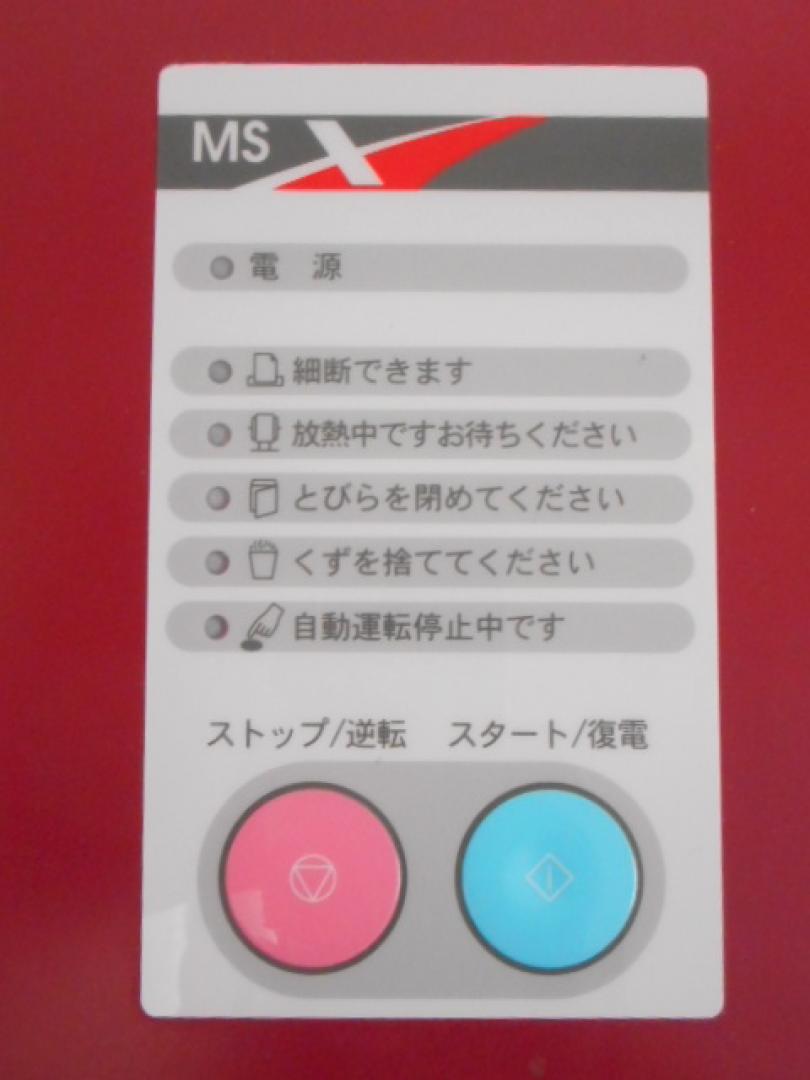 MS X
電 源
細断できます
放熱中ですお待ちください
とびらを閉めてください
くずを捨ててください
自動運転停止中です
ストップ/逆転 スタート/復電